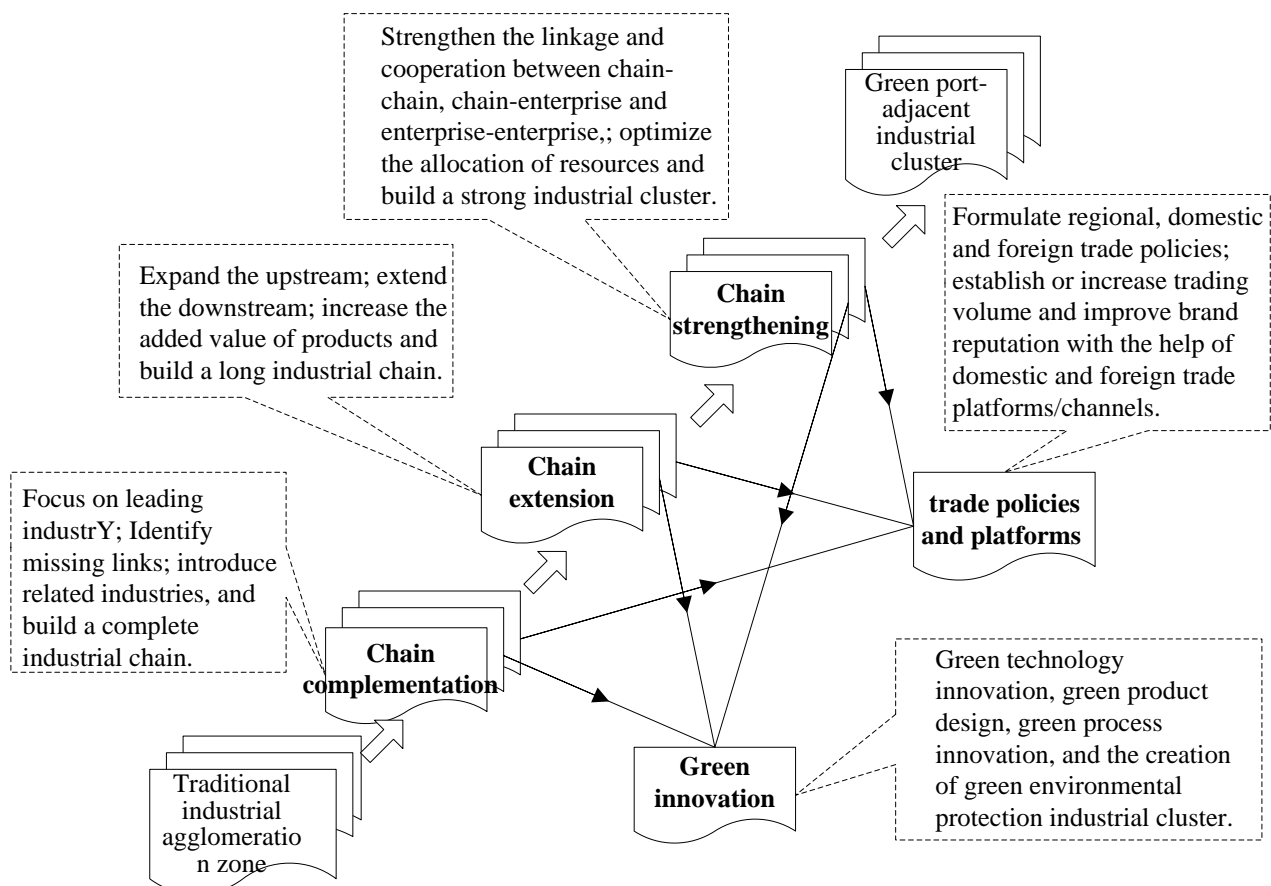 Strengthen the linkage and
cooperation between chain-
chain, chain-enterprise and
enterprise-enterprise,; optimize
the allocation of resources and
build a strong industrial cluster.
Green port-
adjacent
industrial
cluster
Formulate regional, domestic
and foreign trade policies;
establish or increase trading
volume and improve brand
reputation with the help of
domestic and foreign trade
platforms/channels.
Expand the upstream; extend
the downstream; increase the
added value of products and
build a long industrial chain.
Chain
strengthening
Chain
extension
trade policies
and platforms
Focus on leading
industrY; Identify
missing links; introduce
related industries, and
build a complete
industrial chain.
Chain
complementation
Green technology
innovation, green product
design, green process
innovation, and the creation
of green environmental
protection industrial cluster.
Green
innovation
Traditional
industrial
agglomeratio
n zone